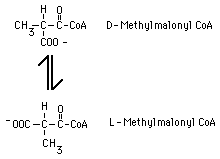 H O
CH3-C-C-CoA D-Methylmalonyl CoA
COO -
H O
-OOC-C-C-CoA L-Methylmalonyl CoA
CH3